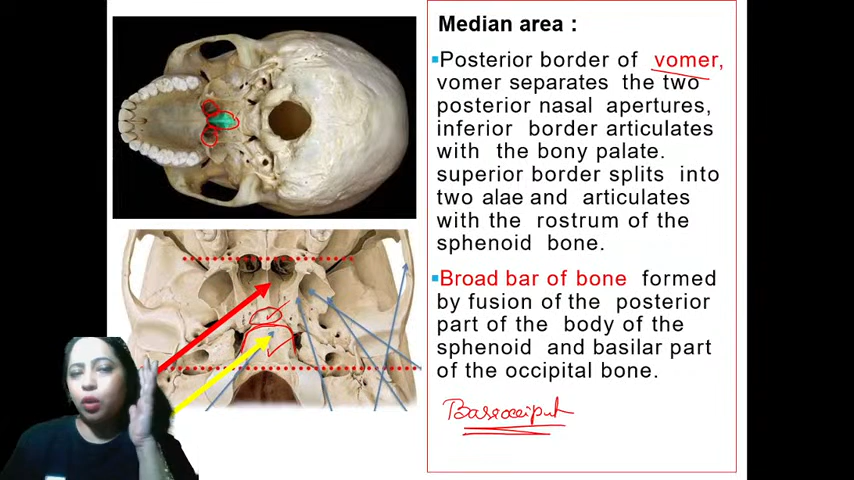 Median area :
Posterior border of vomer,
vomer separates the two
posterior nasal apertures,
inferior border articulates
with the bony palate.
superior border splits into
two alae and articulates
with the rostrum of the
sphenoid bone.
Broad bar of bone formed
by fusion of the posterior
part of the body of the
sphenoid and basilar part
of the occipital bone.
Basiocciput